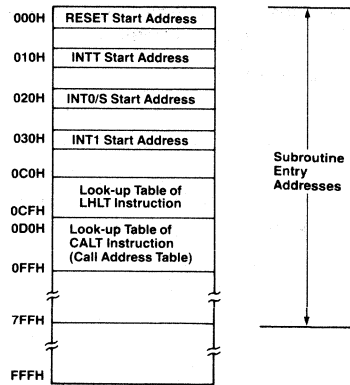 000H RESET Start Address
010H INTT Start Address
020H INT0/S Start Address
030H INT1 Start Address
0C0H
Look-up Table of
LHLT Instruction
0CFH
0D0H
Look-up Table of
CALT Instruction
(Call Address Table)
0FFH
7FFH
FFFH
Subroutine
Entry
Addresses